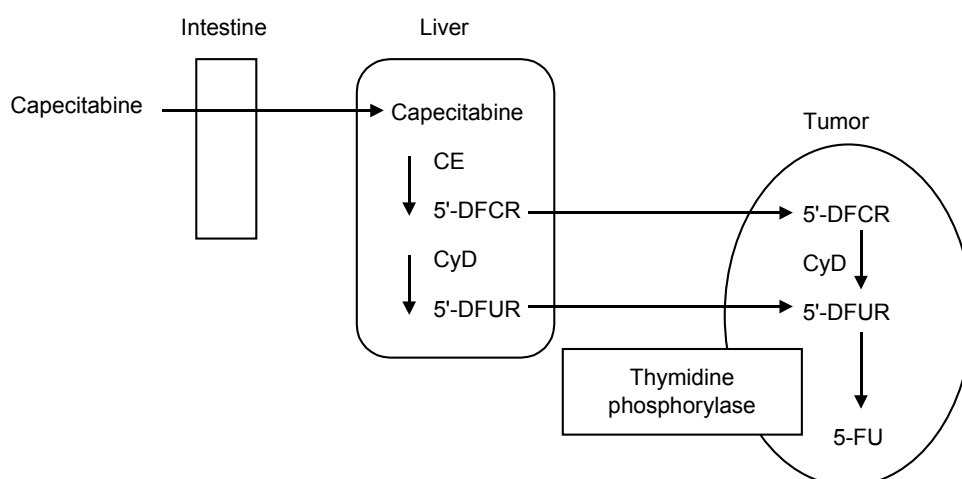 Intestine
Liver
Capecitabine
Capecitabine
Tumor
CE
5'-DFCR
5'-DFCR
CyD
CyD
5'-DFUR
5'-DFUR
Thymidine
phosphorylase
5-FU